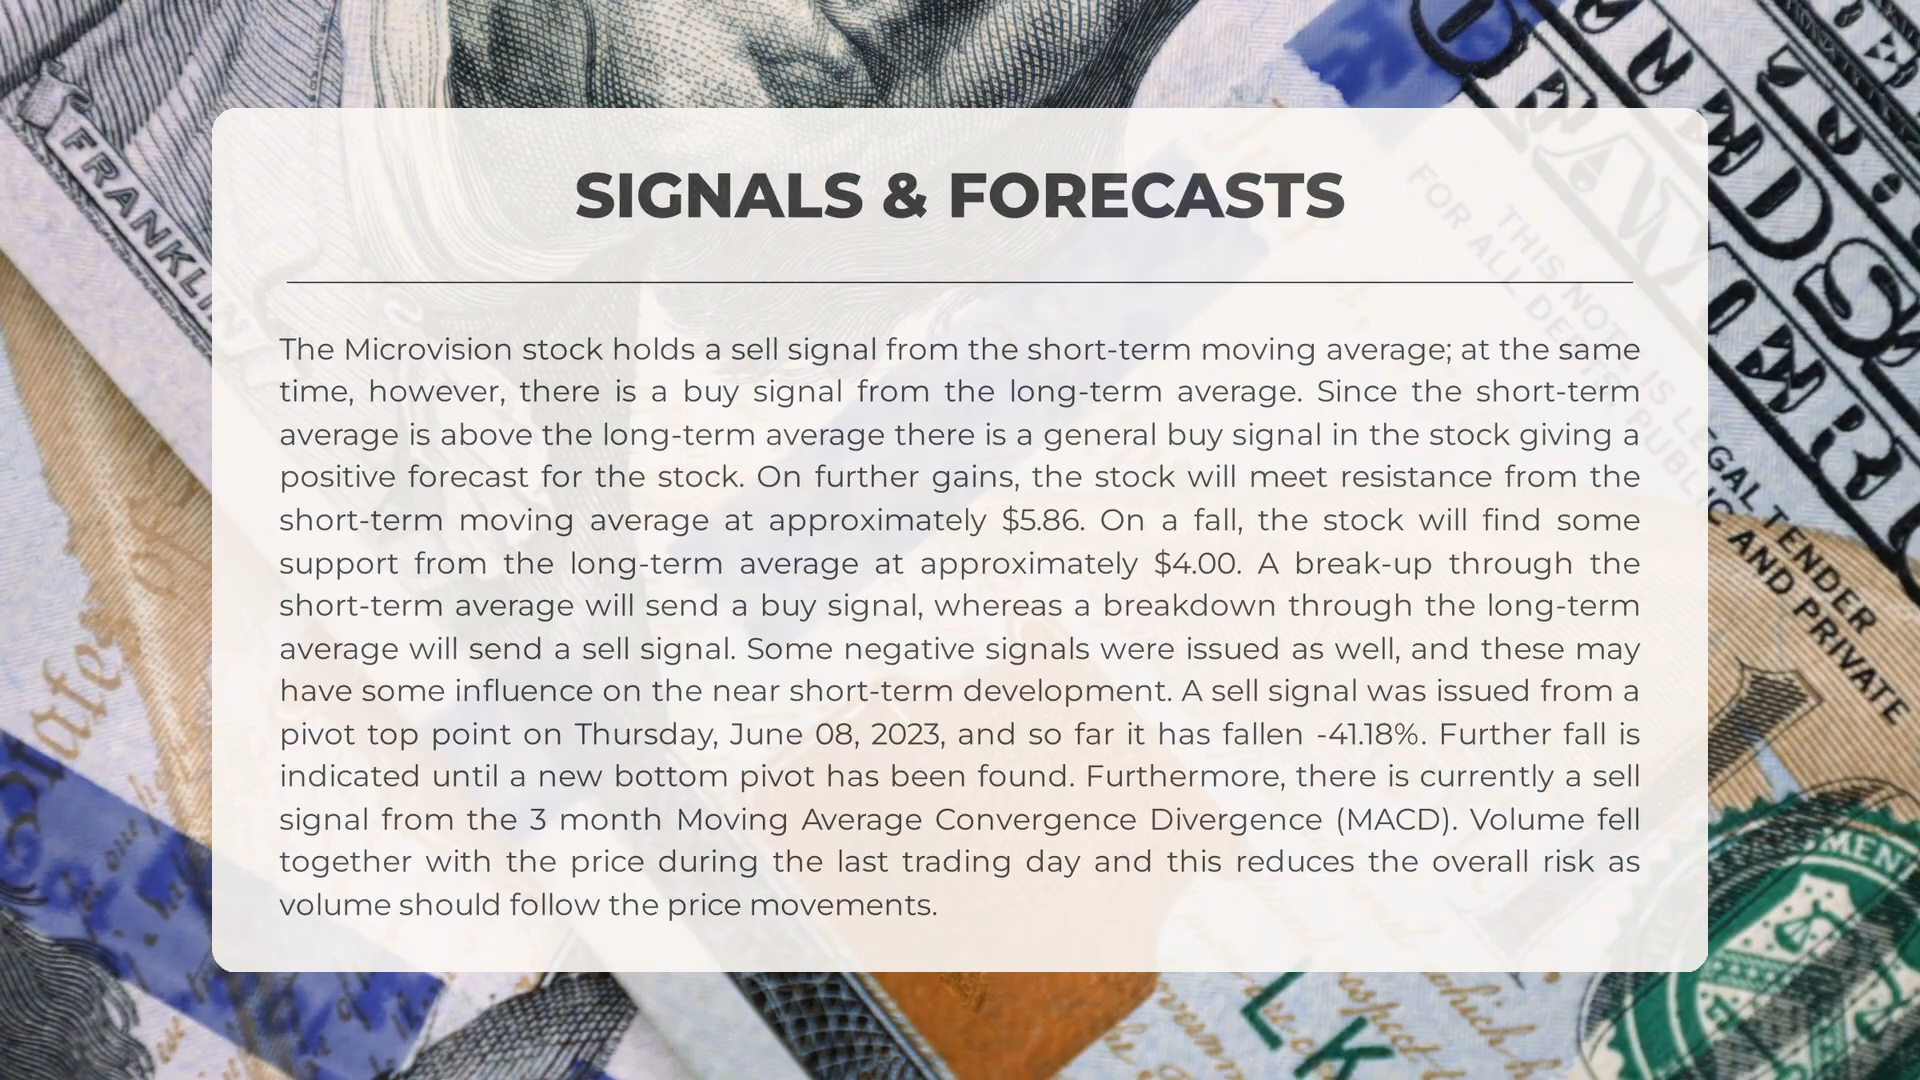 SIGNALS & FORECASTS
The Microvision stock holds a sell signal from the short-term moving average; at the same
time, however, there is a buy signal from the long-term average. Since the short-term
average is above the long-term average there is a general buy signal in the stock giving a
positive forecast for the stock. On further gains, the stock will meet resistance from the
short-term moving average at approximately $5.86. On a fall, the stock will find some
support from the long-term average at approximately $4.00. A break-up through the
short-term average will send a buy signal, whereas a breakdown through the long-term
average will send a sell signal. Some negative signals were issued as well, and these may
have some influence on the near short-term development. A sell signal was issued from a
pivot top point on Thursday, June 08, 2023, and so far it has fallen -41.18%. Further fall is
indicated until a new bottom pivot has been found. Furthermore, there is currently a sell
signal from the 3 month Moving Average Convergence Divergence (MACD). Volume fell
together with the price during the last trading day and this reduces the overall risk as
volume should follow the price movements.
FRANKLIN
THIS NOTE IS LEGAL TENDER
FOR ALL DEBTS, PUBLIC AND PRIVATE
LK